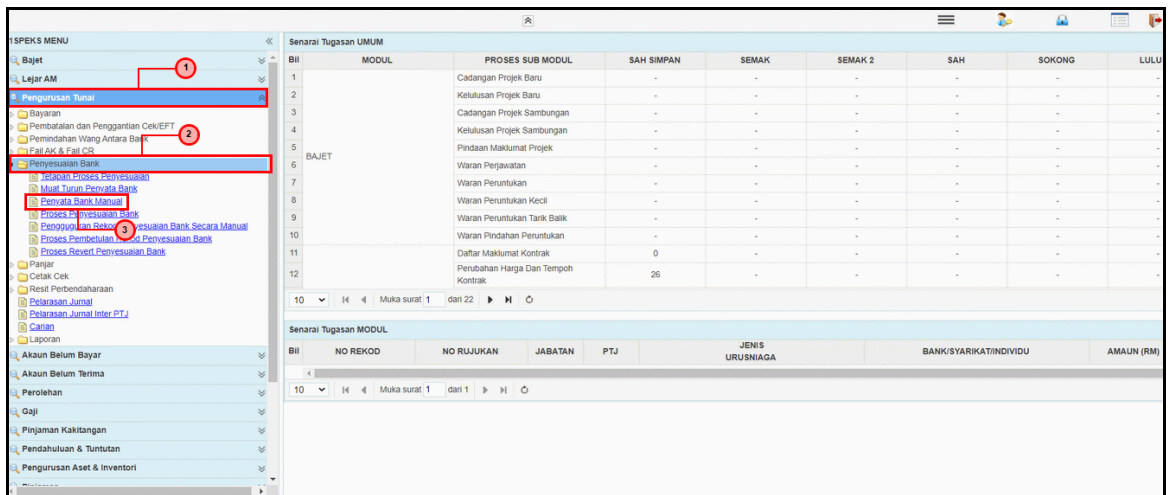 1SPEKS MENU
Bajet
Lejar AM
1
Pengurusan Tunai
Bayaran
Pembatalan dan Penggantian Cek/EFT
Pemindahan Wang Antara Bank
2
Fail AK & Fail CR
Penyesuaian Bank
Tetapan Proses Penyesuaian
Muat Turun Penyata Bank
Penyata Bank Manual
Proses Penyesuaian Bank
3
Pengguguran Rekod Penyesuaian Bank Secara Manual
Proses Pembetulan Period Penyesuaian Bank
Proses Revert Penyesuaian Bank
Panjar
Cetak Cek
Resit Perbendaharaan
Pelarasan Jurnal
Pelarasan Jurnal Inter PTJ
Carian
Laporan
Akaun Belum Bayar
Akaun Belum Terima
Perolehan
Gaji
Pinjaman Kakitangan
Pendahuluan & Tuntutan
Pengurusan Aset & Inventori
Senarai Tugasan UMUM
Bil MODUL PROSES SUB MODUL SAH SIMPAN SEMAK SEMAK 2 SAH SOKONG LULU
1 Cadangan Projek Baru - - - - - -
2 Kelulusan Projek Baru - - - - - -
3 Cadangan Projek Sambungan - - - - - -
4 Kelulusan Projek Sambungan - - - - - -
5 Pindaan Maklumat Projek - - - - - -
BAJET
6 Waran Perjawatan - - - - - -
7 Waran Peruntukan - - - - - -
8 Waran Peruntukan Kecil - - - - - -
9 Waran Peruntukan Tarik Balik - - - - - -
10 Waran Pindahan Peruntukan - - - - - -
11 Daftar Maklumat Kontrak 0 - - - - -
12 Perubahan Harga Dan Tempoh Kontrak 26 - - - - -
10 Muka surat 1 dari 22
Senarai Tugasan MODUL
Bil NO REKOD NO RUJUKAN JABATAN PTJ JENIS URUSNIAGA BANK/SYARIKAT/INDIVIDU AMAUN (RM)
10 Muka surat 1 dari 1